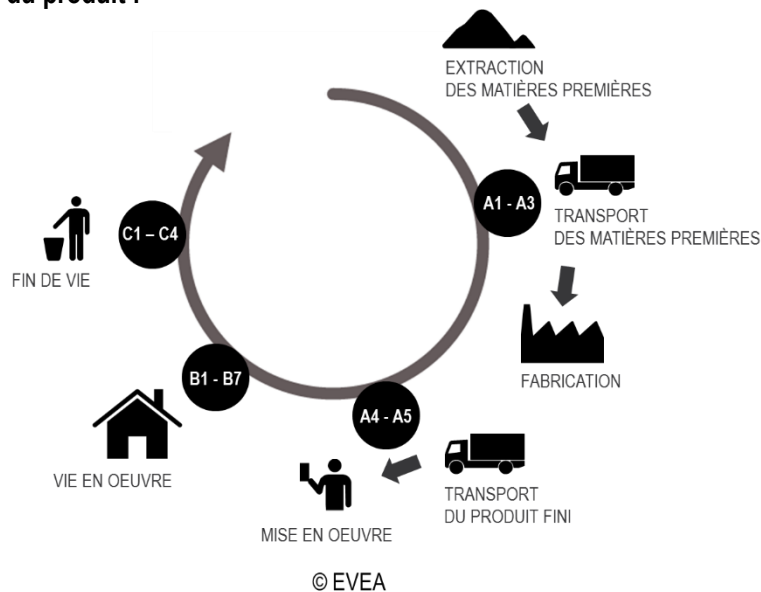 du produit :
EXTRACTION
DES MATIÈRES PREMIÈRES
A1 - A3
TRANSPORT
DES MATIÈRES PREMIÈRES
C1 – C4
FIN DE VIE
FABRICATION
B1 - B7
A4 - A5
VIE EN OEUVRE
TRANSPORT
DU PRODUIT FINI
MISE EN OEUVRE
© EVEA